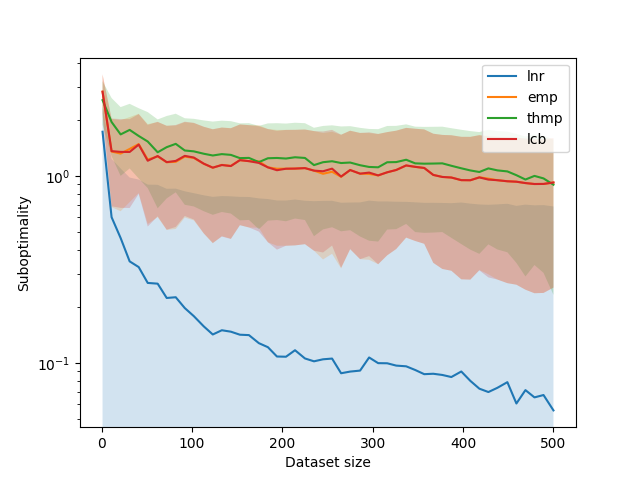 lnr
emp
thmp
lcb
Suboptimality
10⁰
10⁻¹
0 100 200 300 400 500
Dataset size